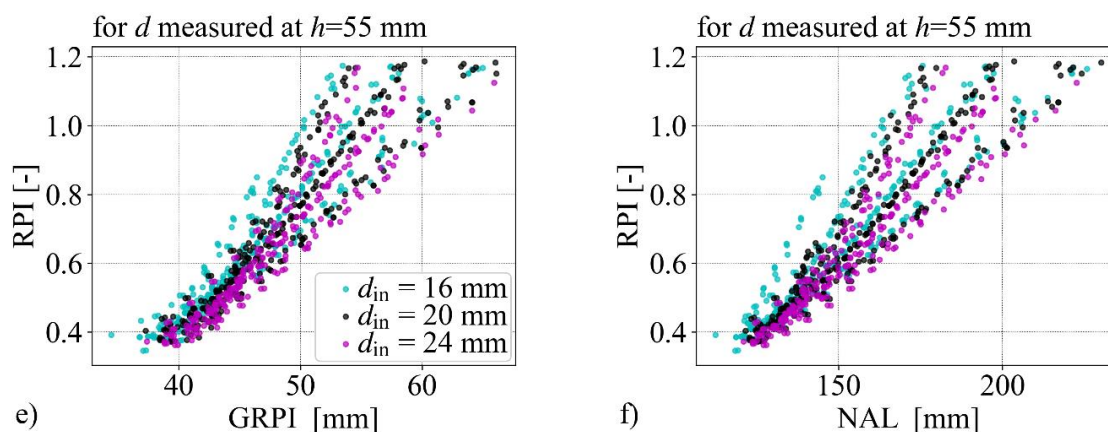 for d measured at h=55 mm
1.2
1.0
0.8
0.6
0.4
RPI [-]
40
50
60
GRPI [mm]
d_in = 16 mm
d_in = 20 mm
d_in = 24 mm
e)
for d measured at h=55 mm
1.2
1.0
0.8
0.6
0.4
RPI [-]
150
200
NAL [mm]
f)